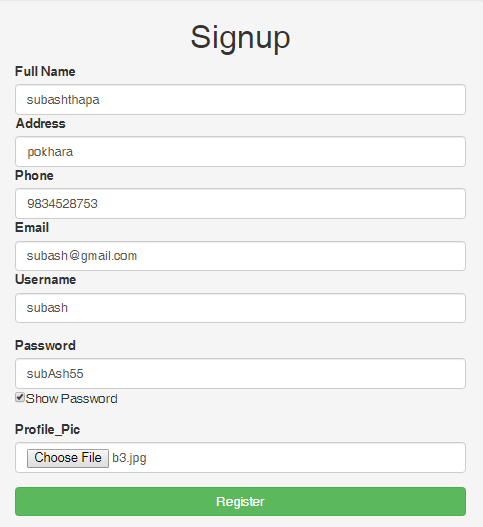 Signup
Full Name
subashthapa
Address
pokhara
Phone
9834528753
Email
subash@gmail.com
Username
subash
Password
subAsh55
Show Password
Profile_Pic
Choose File b3.jpg
Register